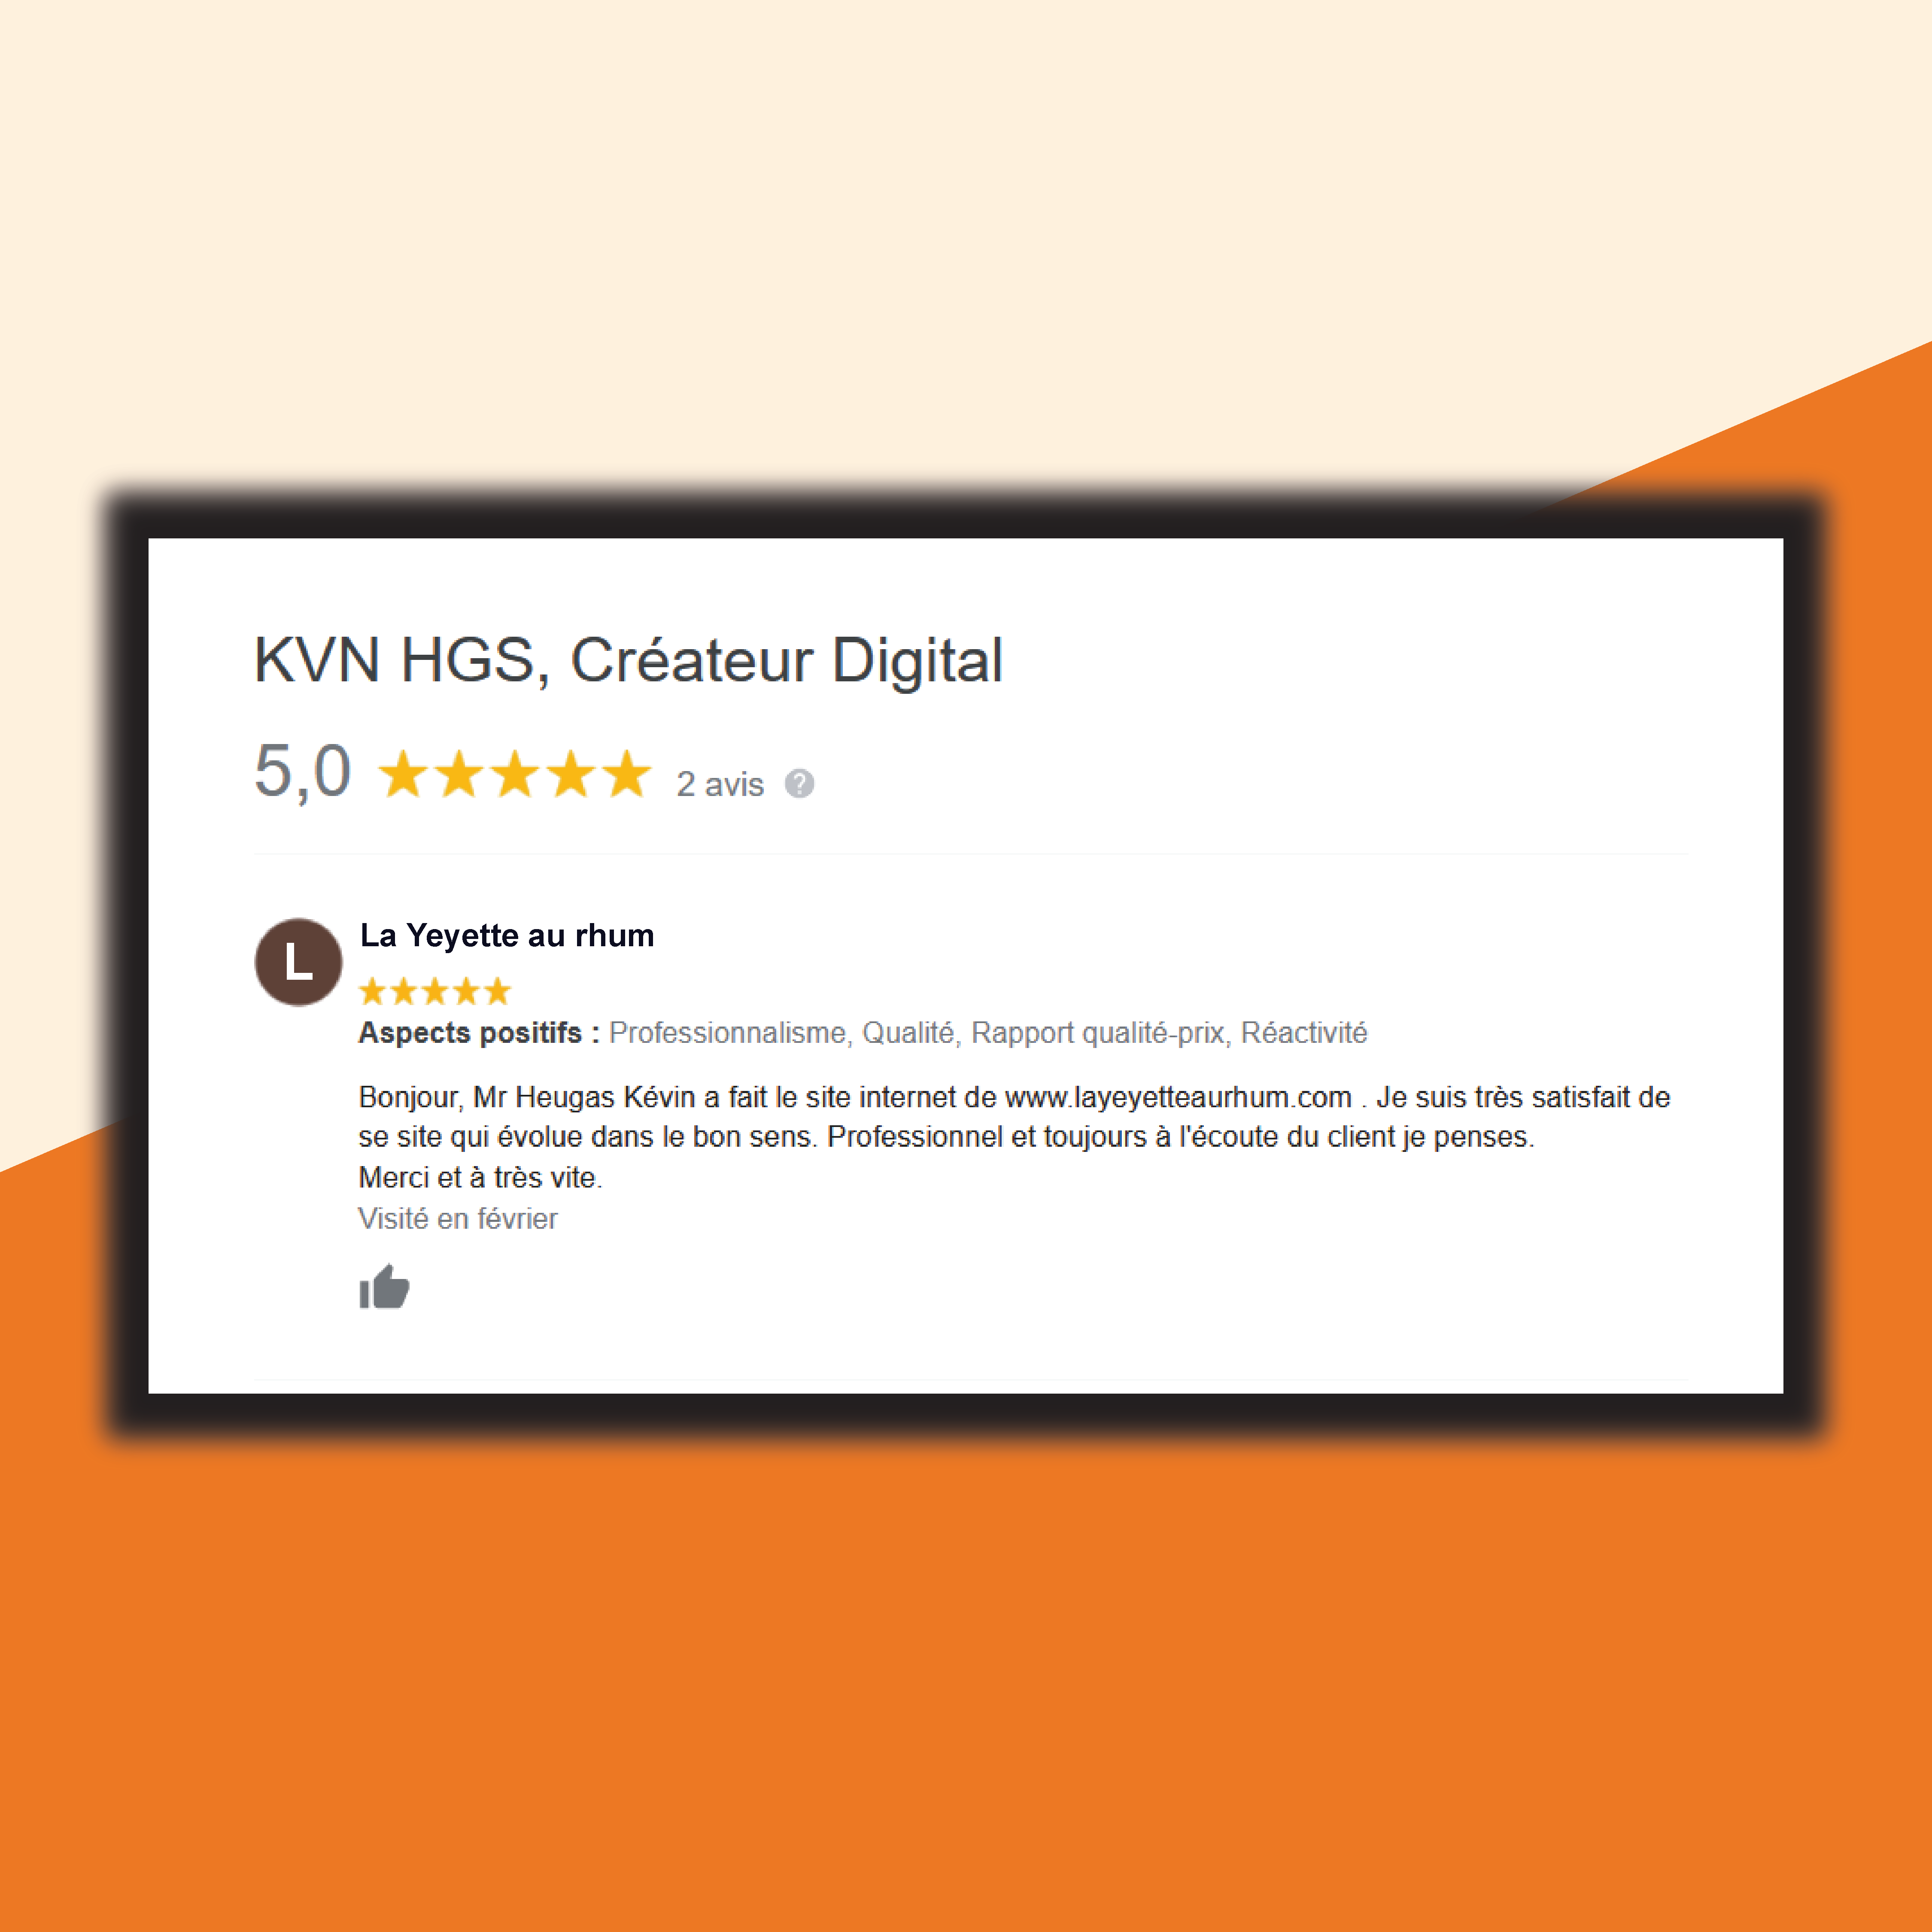 KVN HGS, Créateur Digital
5,0 2 avis ?
L
La Yeyette au rhum
Aspects positifs : Professionnalisme, Qualité, Rapport qualité-prix, Réactivité
Bonjour, Mr Heugas Kévin a fait le site internet de www.layeyetteaurhum.com . Je suis très satisfait de
se site qui évolue dans le bon sens. Professionnel et toujours à l'écoute du client je penses.
Merci et à très vite.
Visité en février